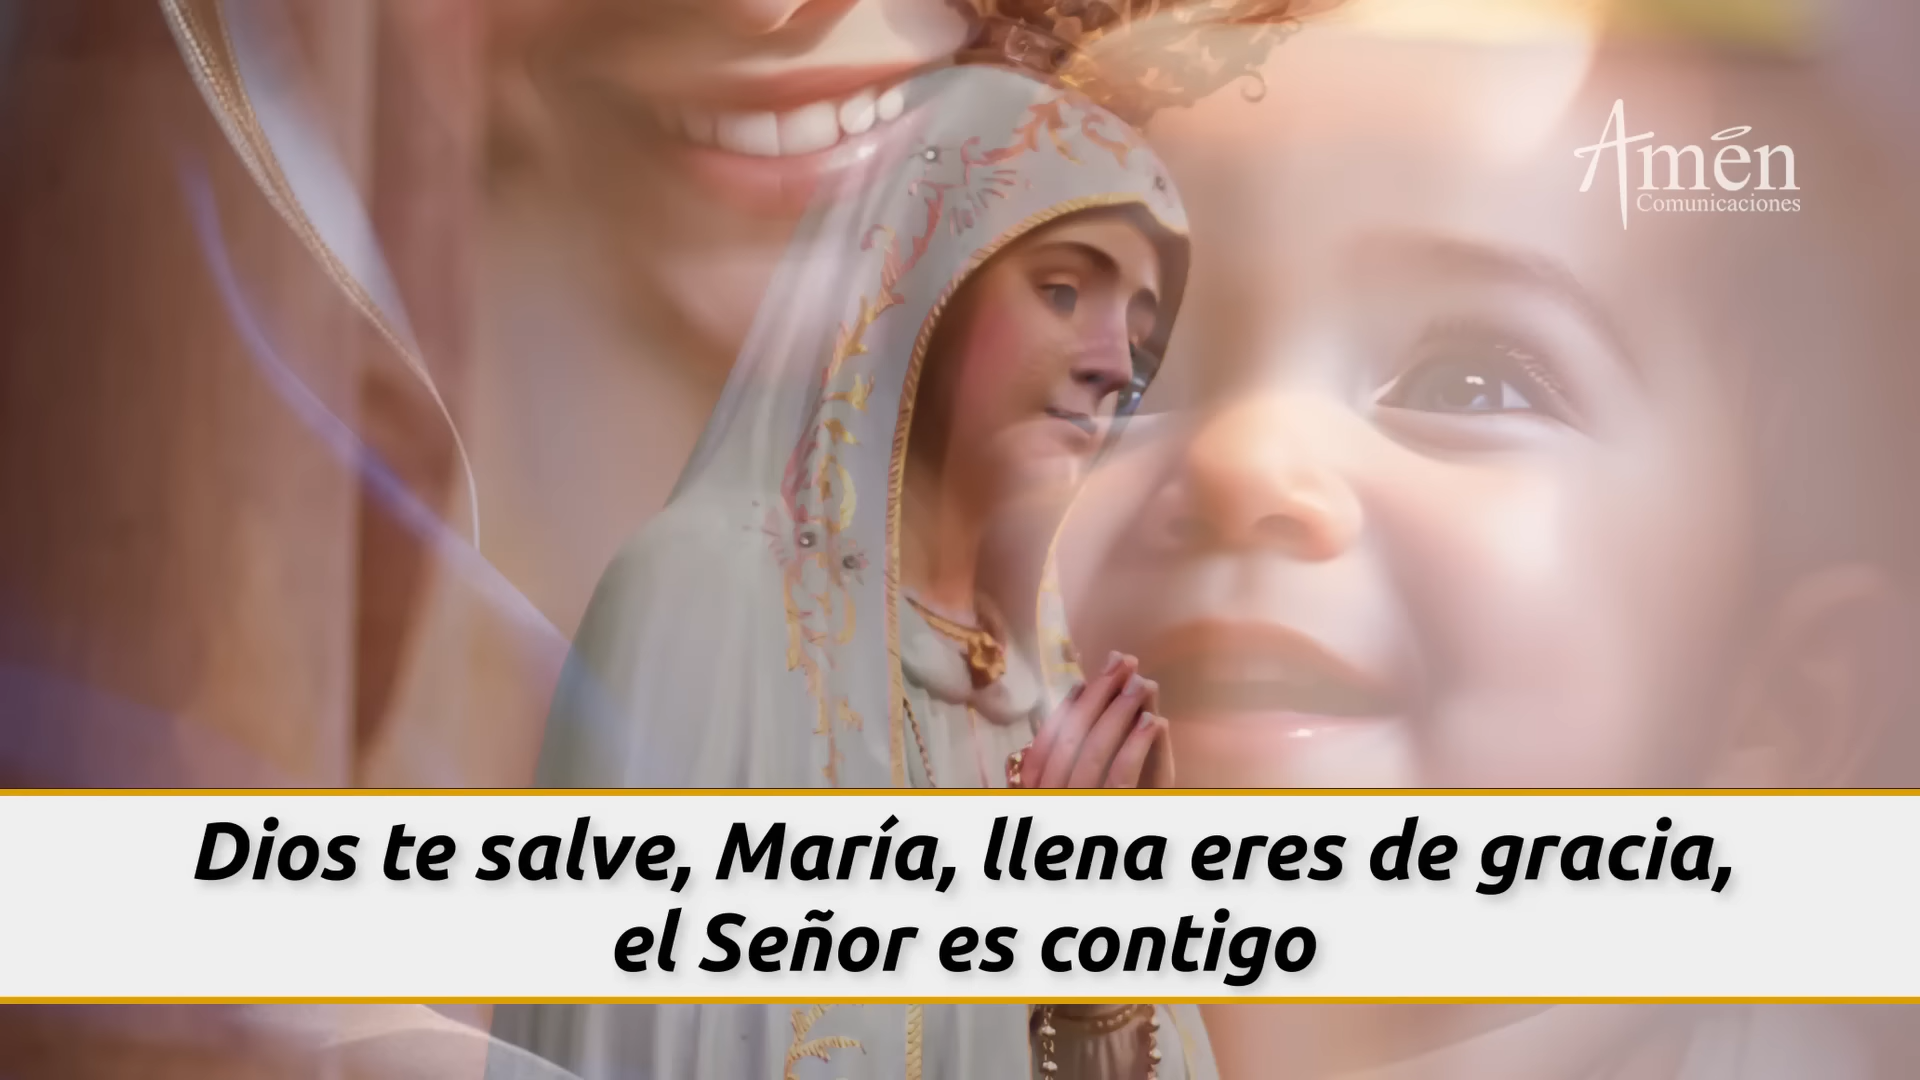 Amén
Comunicaciones
Dios te salve, María, llena eres de gracia,
el Señor es contigo